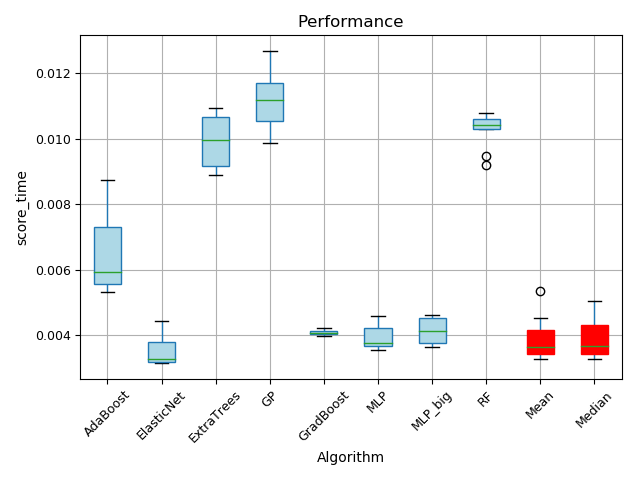 Performance
score_time
0.012
0.010
0.008
0.006
0.004
AdaBoost
ElasticNet
ExtraTrees
GP
GradBoost
MLP
MLP_big
RF
Mean
Median
Algorithm